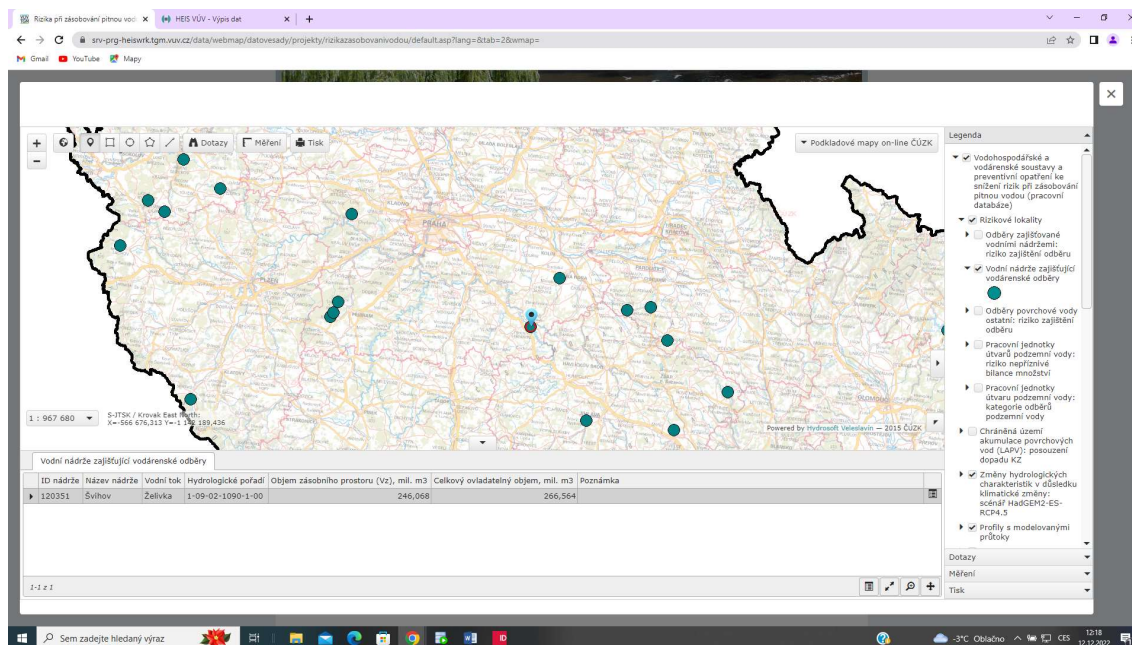 Rizika při zásobování pitnou vod
HEIS VÚV - Výpis dat
srv-prg-heiswrk.tgm.vuv.cz/data/webmap/datovesady/projekty/rizikazasobovanivodou/default.asp?lang=&tab=2&wmap=
Gmail
YouTube
Mapy
Dotazy
Měření
Tisk
Podkladové mapy on-line ČÚZK
PRAHA
PLZEŇ
KLADNO
OLOMOUC
PARDUBICE
1 : 967 680
S-JTSK / Krovak East North:
X=-566 676,313 Y=-1 142 189,436
Powered by Hydrosoft Veleslavín — 2015 ČÚZK
Legenda
Vodohospodářské a
vodárenské soustavy a
preventivní opatření ke
snížení rizik při zásobování
pitnou vodou (pracovní
databáze)
Rizikové lokality
Odběry zajišťované
vodními nádržemi:
riziko zajištění odběru
Vodní nádrže zajišťující
vodárenské odběry
Odběry povrchové vody
ostatní: riziko zajištění
odběru
Pracovní jednotky
útvarů podzemní vody:
riziko nepříznivé
bilance množství
Pracovní jednotky
útvaru podzemní vody:
kategorie odběrů
podzemní vody
Chráněná území
akumulace povrchových
vod (LAPV): posouzení
dopadu KZ
Změny hydrologických
charakteristik v důsledku
klimatické změny:
scénář HadGEM2-ES-
RCP4.5
Profily s modelovanými
průtoky
Dotazy
Měření
Tisk
Vodní nádrže zajišťující vodárenské odběry
ID nádrže Název nádrže Vodní tok Hydrologické pořadí Objem zásobního prostoru (Vz), mil. m3 Celkový ovladatelný objem, mil. m3 Poznámka
120351 Švihov Želivka 1-09-02-1090-1-00 246,068 266,564
1-1 z 1
Sem zadejte hledaný výraz
-3°C Oblačno
CES
12:18
12.12.2022